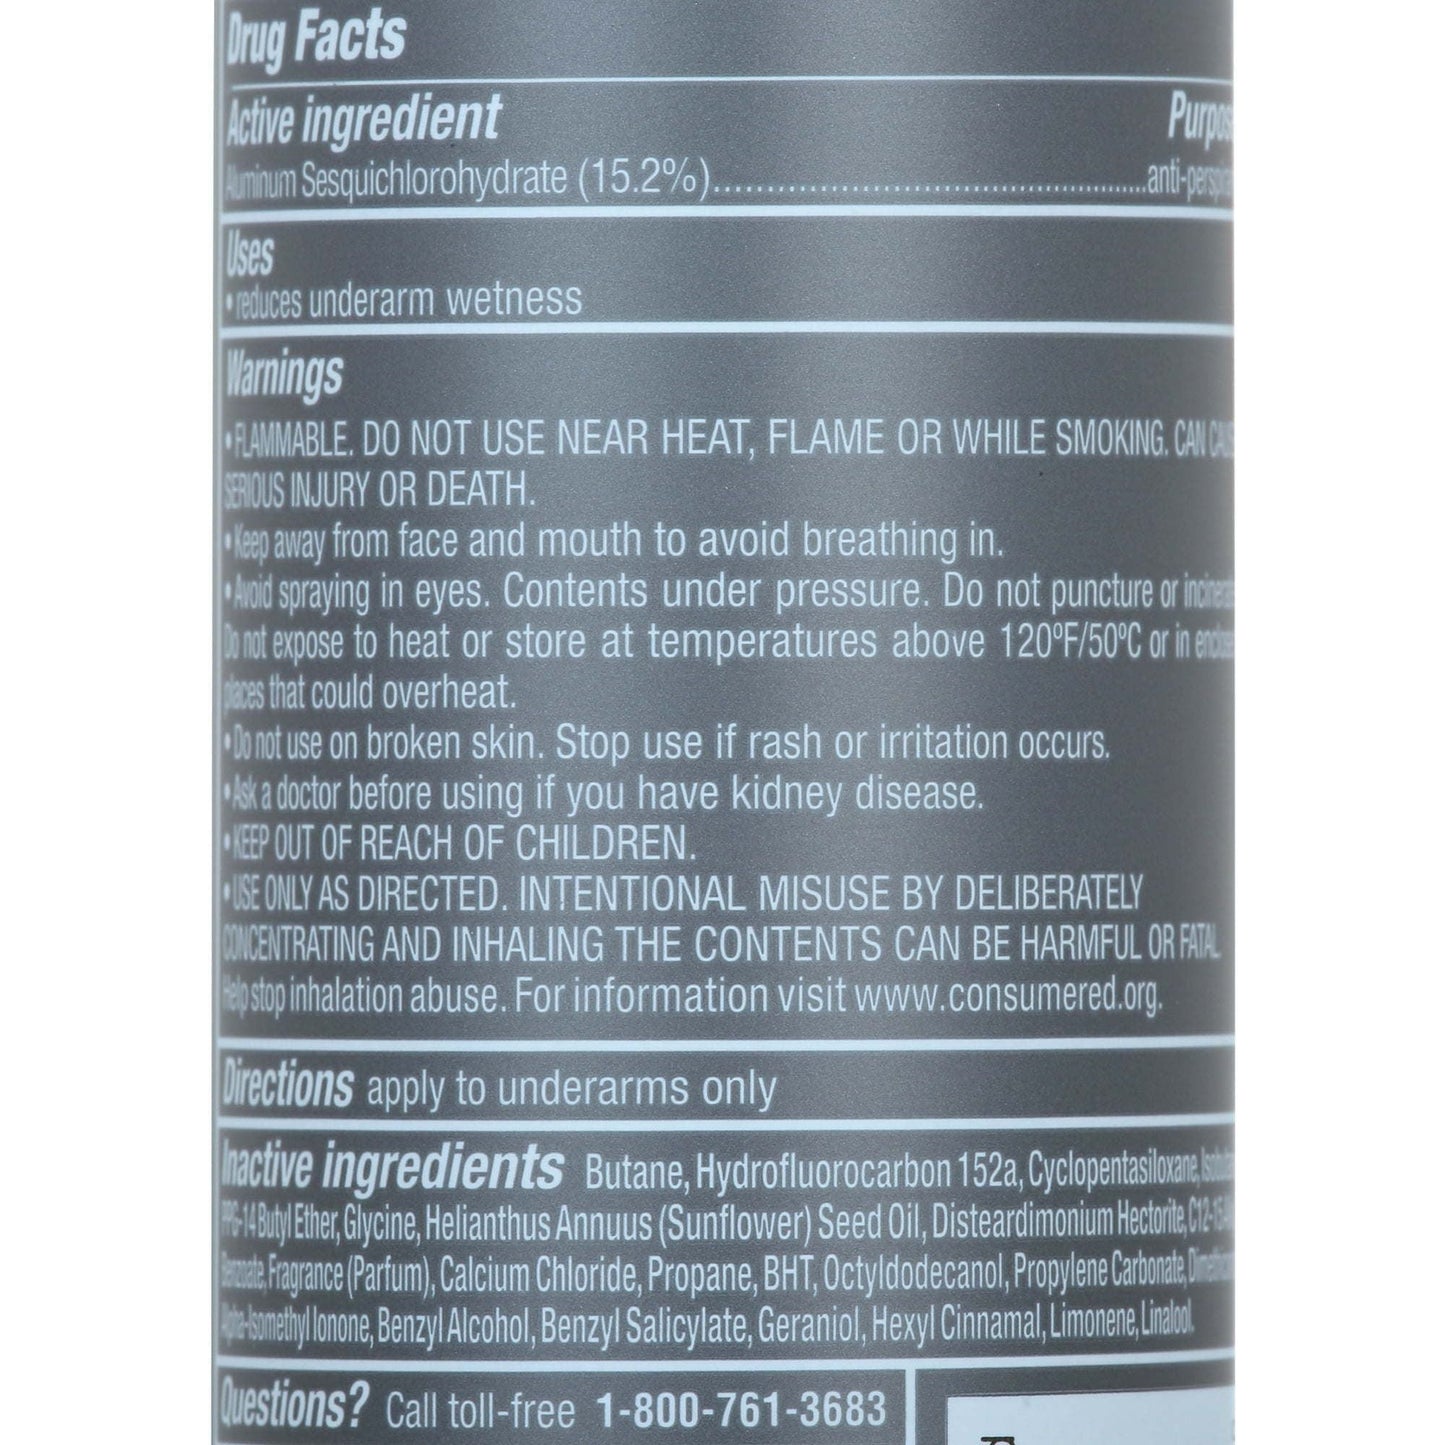 Drug Facts
Active ingredient Purpose
Aluminum Sesquichlorohydrate (15.2%)......................................................anti-perspirant
Uses
• reduces underarm wetness
Warnings
• FLAMMABLE. DO NOT USE NEAR HEAT, FLAME OR WHILE SMOKING. CAN CAUSE
SERIOUS INJURY OR DEATH.
• Keep away from face and mouth to avoid breathing in.
• Avoid spraying in eyes. Contents under pressure. Do not puncture or incinerate
Do not expose to heat or store at temperatures above 120ºF/50ºC or in enclosed
places that could overheat.
• Do not use on broken skin. Stop use if rash or irritation occurs.
• Ask a doctor before using if you have kidney disease.
• KEEP OUT OF REACH OF CHILDREN.
• USE ONLY AS DIRECTED. INTENTIONAL MISUSE BY DELIBERATELY
CONCENTRATING AND INHALING THE CONTENTS CAN BE HARMFUL OR FATAL.
Help stop inhalation abuse. For information visit www.consumered.org.
Directions apply to underarms only
Inactive ingredients Butane, Hydrofluorocarbon 152a, Cyclopentasiloxane,
PPG-14 Butyl Ether, Glycine, Helianthus Annuus (Sunflower) Seed Oil, Disteardimonium Hectorite, C12-15
Benzoate, Fragrance (Parfum), Calcium Chloride, Propane, BHT, Octyldodecanol, Propylene Carbonate,
Alpha-Isomethyl Ionone, Benzyl Alcohol, Benzyl Salicylate, Geraniol, Hexyl Cinnamal, Limonene, Linalool.
Questions? Call toll-free 1-800-761-3683